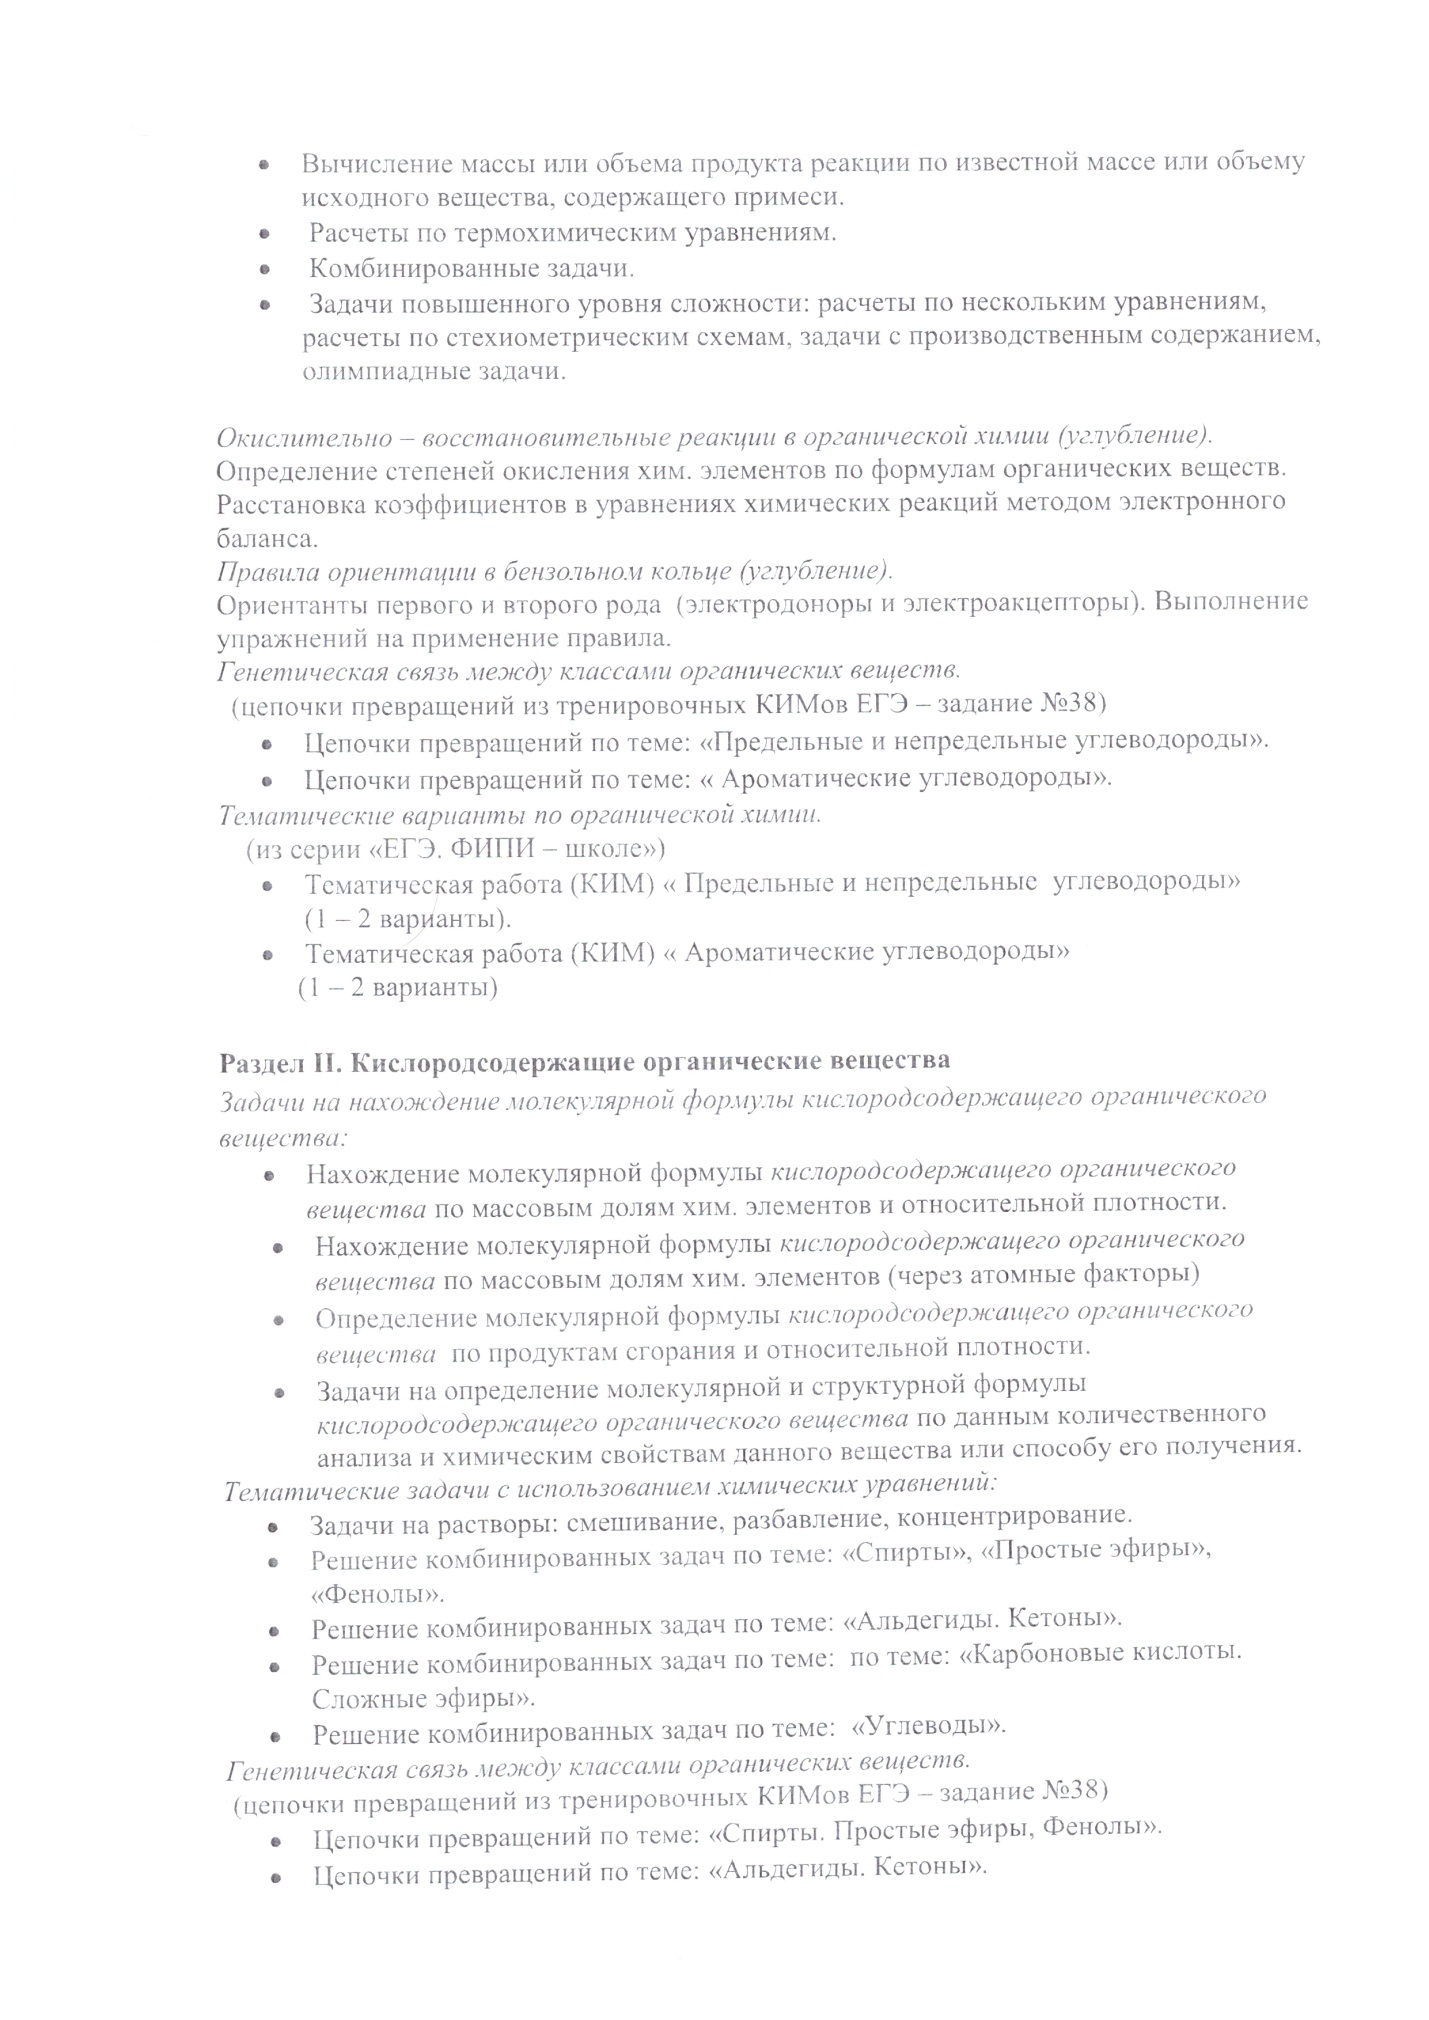 • Вычисление массы или объема продукта реакции по известной массе или объему
исходного вещества, содержащего примеси.
• Расчеты по термохимическим уравнениям.
• Комбинированные задачи.
• Задачи повышенного уровня сложности: расчеты по нескольким уравнениям,
расчеты по стехиометрическим схемам, задачи с производственным содержанием,
олимпиадные задачи.
Окислительно – восстановительные реакции в органической химии (углубление).
Определение степеней окисления хим. элементов по формулам органических веществ.
Расстановка коэффициентов в уравнениях химических реакций методом электронного
баланса.
Правила ориентации в бензольном кольце (углубление).
Ориентанты первого и второго рода (электродоноры и электроакцепторы). Выполнение
упражнений на применение правила.
Генетическая связь между классами органических веществ.
(цепочки превращений из тренировочных КИМов ЕГЭ – задание №38)
• Цепочки превращений по теме: «Предельные и непредельные углеводороды».
• Цепочки превращений по теме: « Ароматические углеводороды».
Тематические варианты по органической химии.
(из серии «ЕГЭ. ФИПИ – школе»)
• Тематическая работа (КИМ) « Предельные и непредельные углеводороды»
(1 – 2 варианты).
• Тематическая работа (КИМ) « Ароматические углеводороды»
(1 – 2 варианты)
Раздел II. Кислородсодержащие органические вещества
Задачи на нахождение молекулярной формулы кислородсодержащего органического
вещества:
• Нахождение молекулярной формулы кислородсодержащего органического
вещества по массовым долям хим. элементов и относительной плотности.
• Нахождение молекулярной формулы кислородсодержащего органического
вещества по массовым долям хим. элементов (через атомные факторы)
• Определение молекулярной формулы кислородсодержащего органического
вещества по продуктам сгорания и относительной плотности.
• Задачи на определение молекулярной и структурной формулы
кислородсодержащего органического вещества по данным количественного
анализа и химическим свойствам данного вещества или способу его получения.
Тематические задачи с использованием химических уравнений:
• Задачи на растворы: смешивание, разбавление, концентрирование.
• Решение комбинированных задач по теме: «Спирты», «Простые эфиры»,
«Фенолы».
• Решение комбинированных задач по теме: «Альдегиды. Кетоны».
• Решение комбинированных задач по теме: по теме: «Карбоновые кислоты.
Сложные эфиры».
• Решение комбинированных задач по теме: «Углеводы».
Генетическая связь между классами органических веществ.
(цепочки превращений из тренировочных КИМов ЕГЭ – задание №38)
• Цепочки превращений по теме: «Спирты. Простые эфиры, Фенолы».
• Цепочки превращений по теме: «Альдегиды. Кетоны».